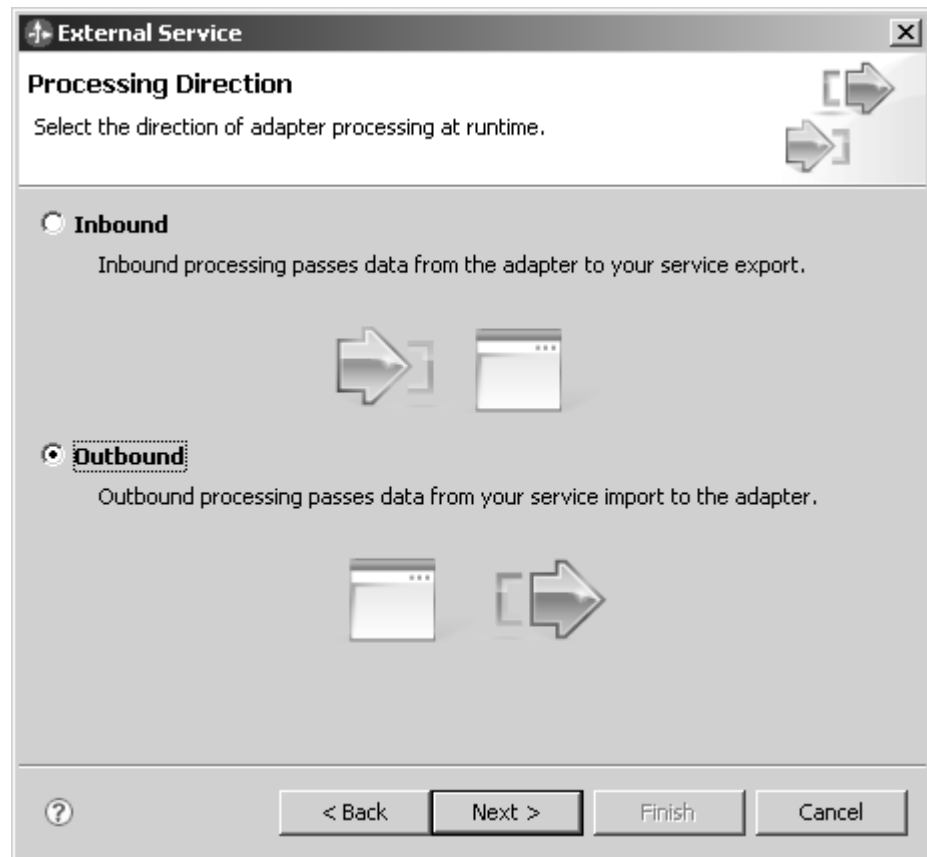 External Service
Processing Direction
Select the direction of adapter processing at runtime.
Inbound
Inbound processing passes data from the adapter to your service export.
Outbound
Outbound processing passes data from your service import to the adapter.
?
< Back Next > Finish Cancel